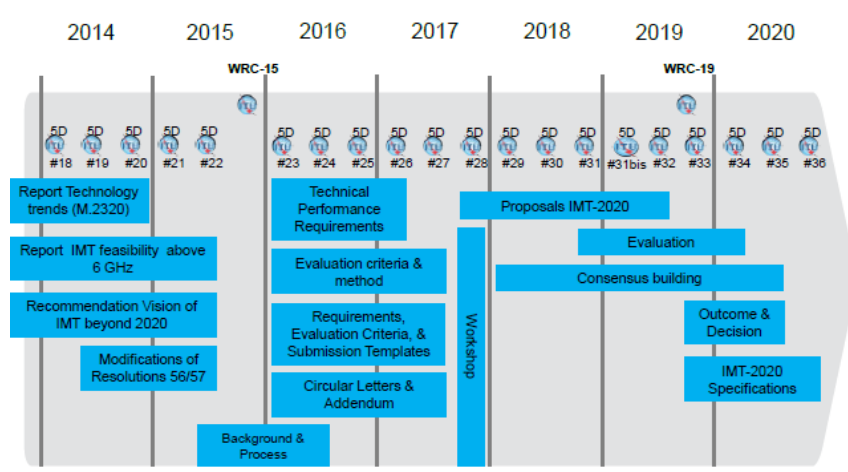 2014 2015 2016 2017 2018 2019 2020
WRC-15 WRC-19
5D 5D 5D 5D 5D 5D 5D 5D 5D 5D 5D 5D 5D 5D 5D 5D 5D 5D 5D 5D
#18 #19 #20 #21 #22 #23 #24 #25 #26 #27 #28 #29 #30 #31 #31bis #32 #33 #34 #35 #36
Report Technology
trends (M.2320)
Technical
Performance
Requirements
Proposals IMT-2020
Report IMT feasibility above
6 GHz
Evaluation criteria &
method
Evaluation
Consensus building
Recommendation Vision of
IMT beyond 2020
Requirements,
Evaluation Criteria, &
Submission Templates
Workshop
Outcome &
Decision
Modifications of
Resolutions 56/57
Circular Letters &
Addendum
IMT-2020
Specifications
Background &
Process